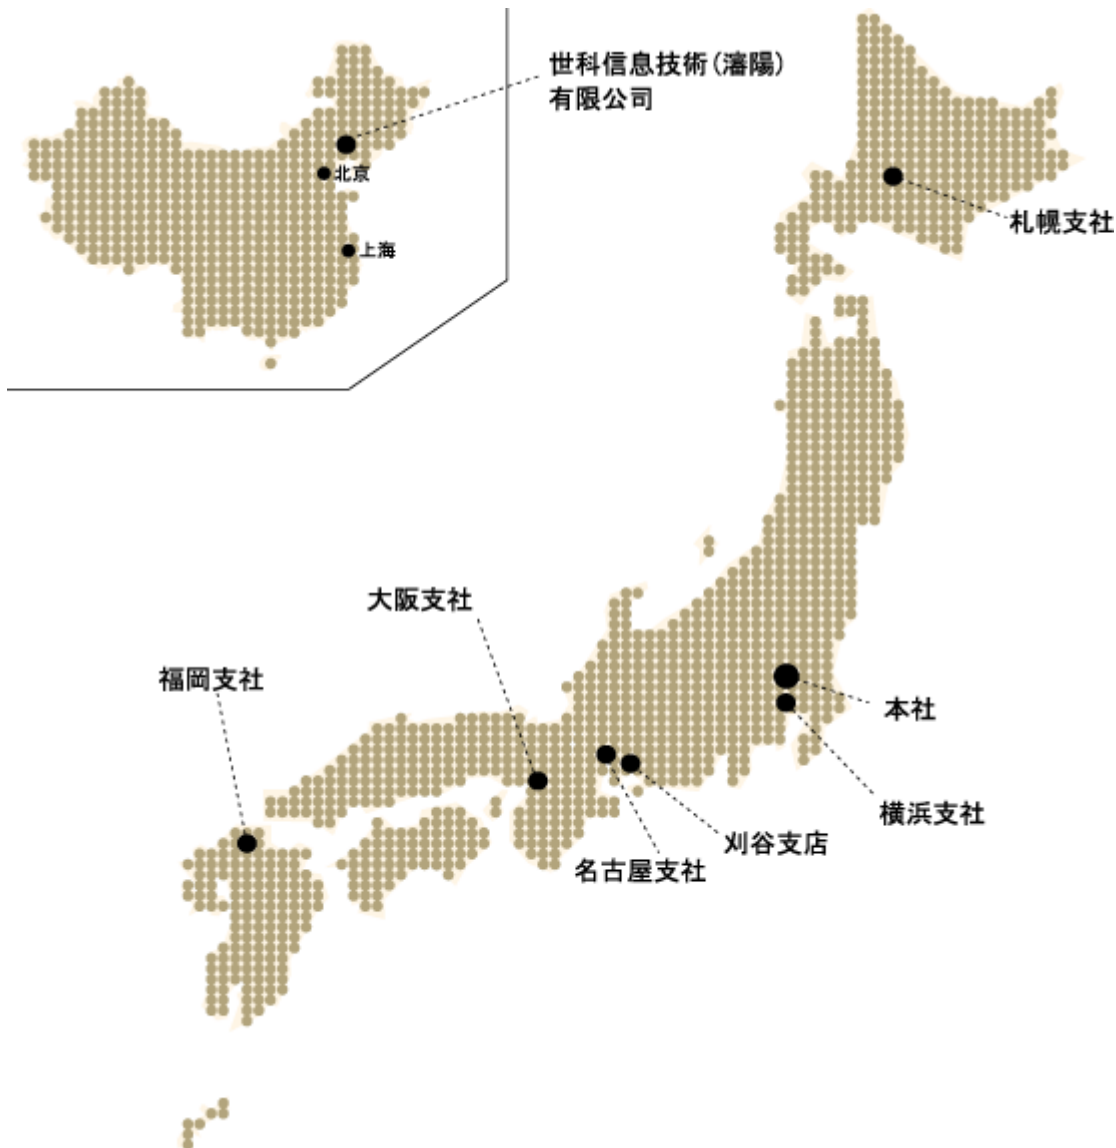 世科信息技術(瀋陽)
有限公司
北京
上海
札幌支社
大阪支社
福岡支社
本社
横浜支社
刈谷支店
名古屋支社